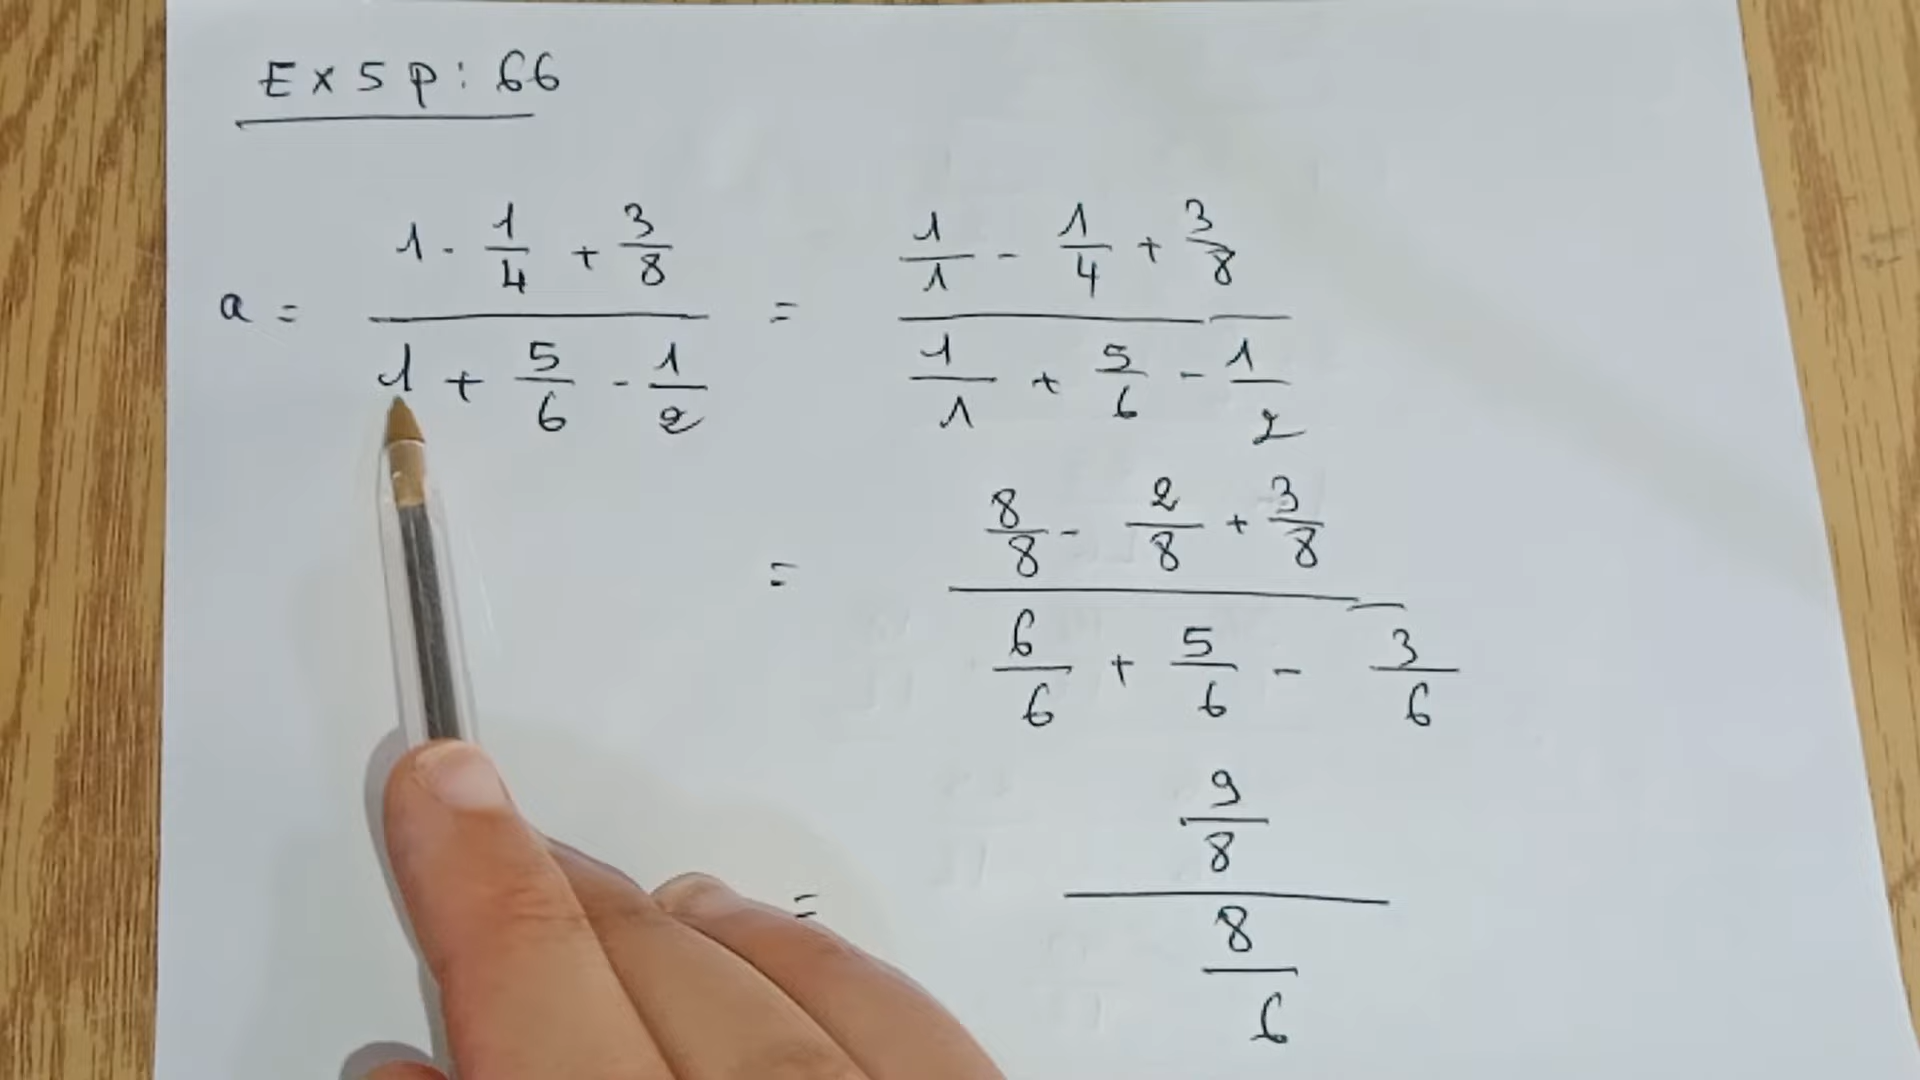 Ex 5 p: 66
a = (1 - 1/4 + 3/8) / (1 + 5/6 - 1/2) = (1/1 - 1/4 + 3/8) / (1/1 + 5/6 - 1/2)
= (8/8 - 2/8 + 3/8) / (6/6 + 5/6 - 3/6)
= (9/8) / (8/6)